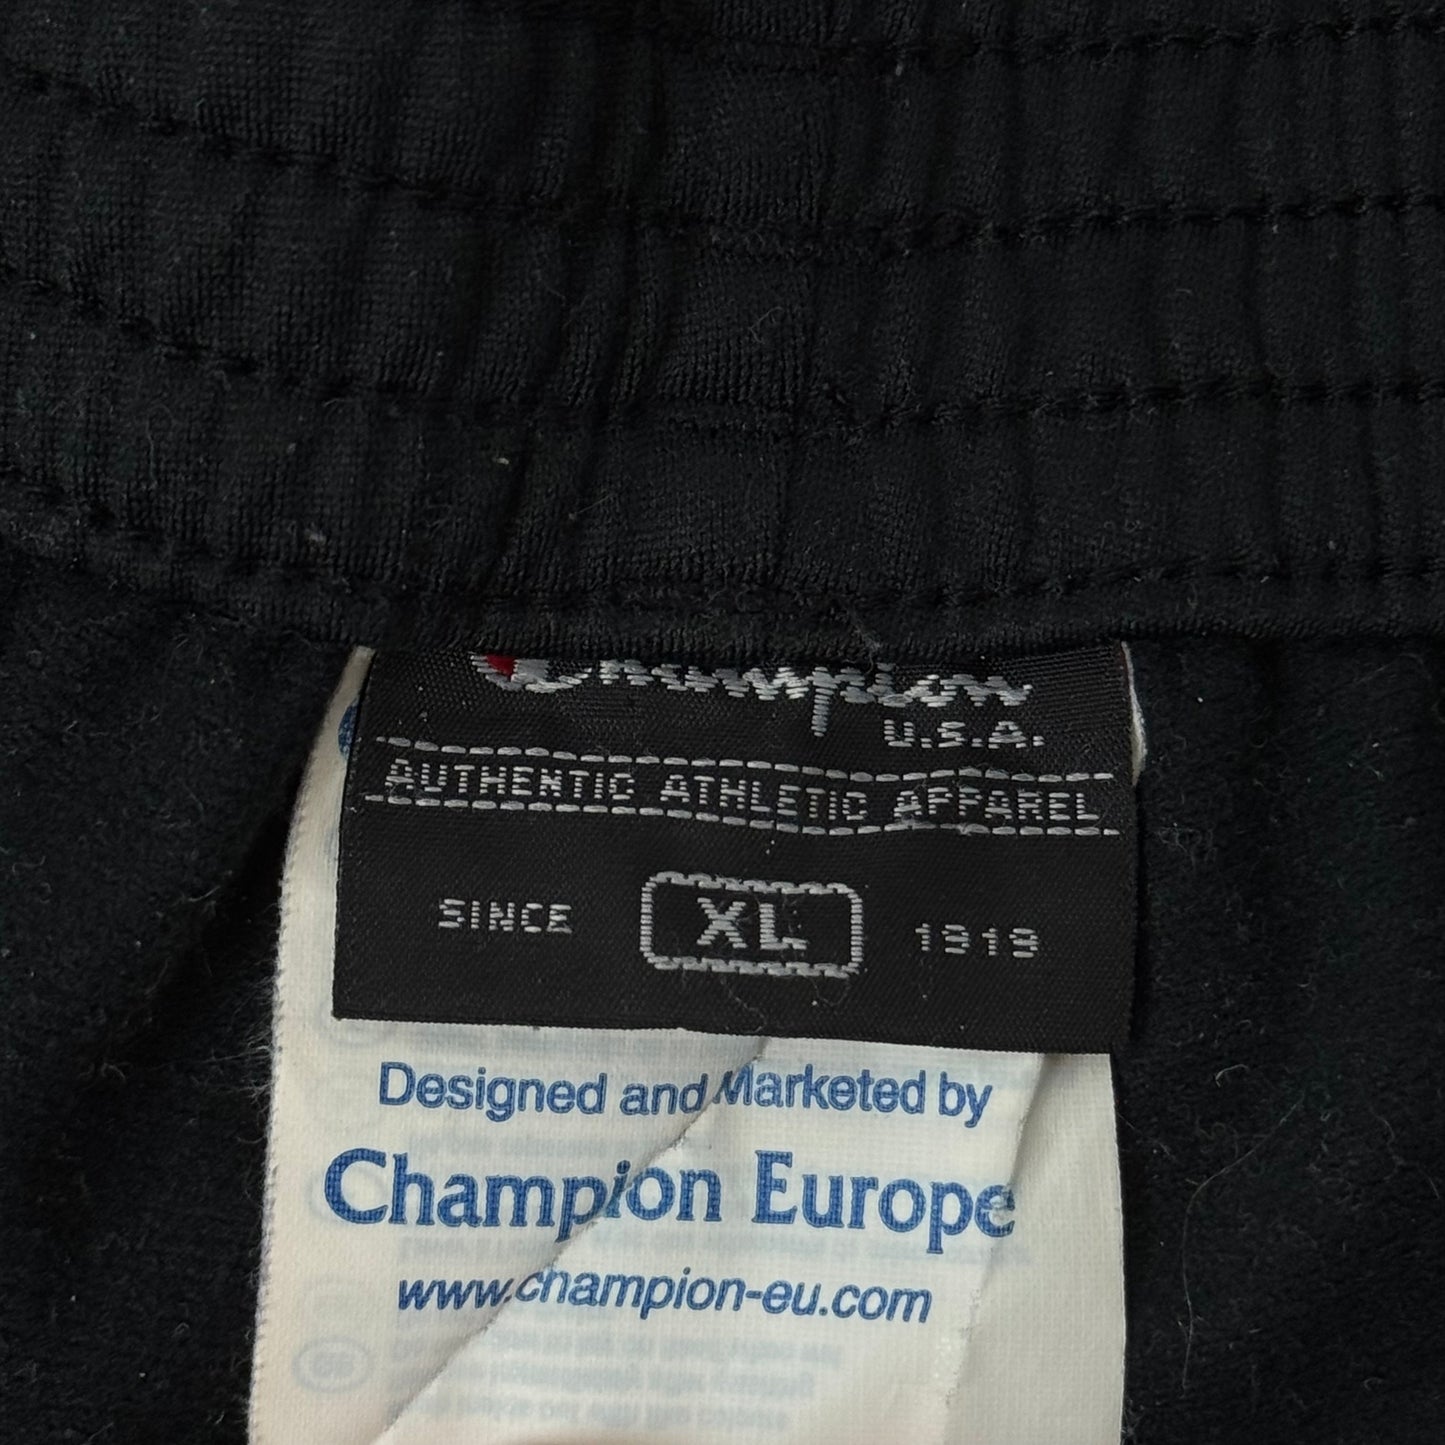 Champion
U.S.A.
AUTHENTIC ATHLETIC APPAREL
SINCE XL 1919
Designed and Marketed by
Champion Europe
www.champion-eu.com